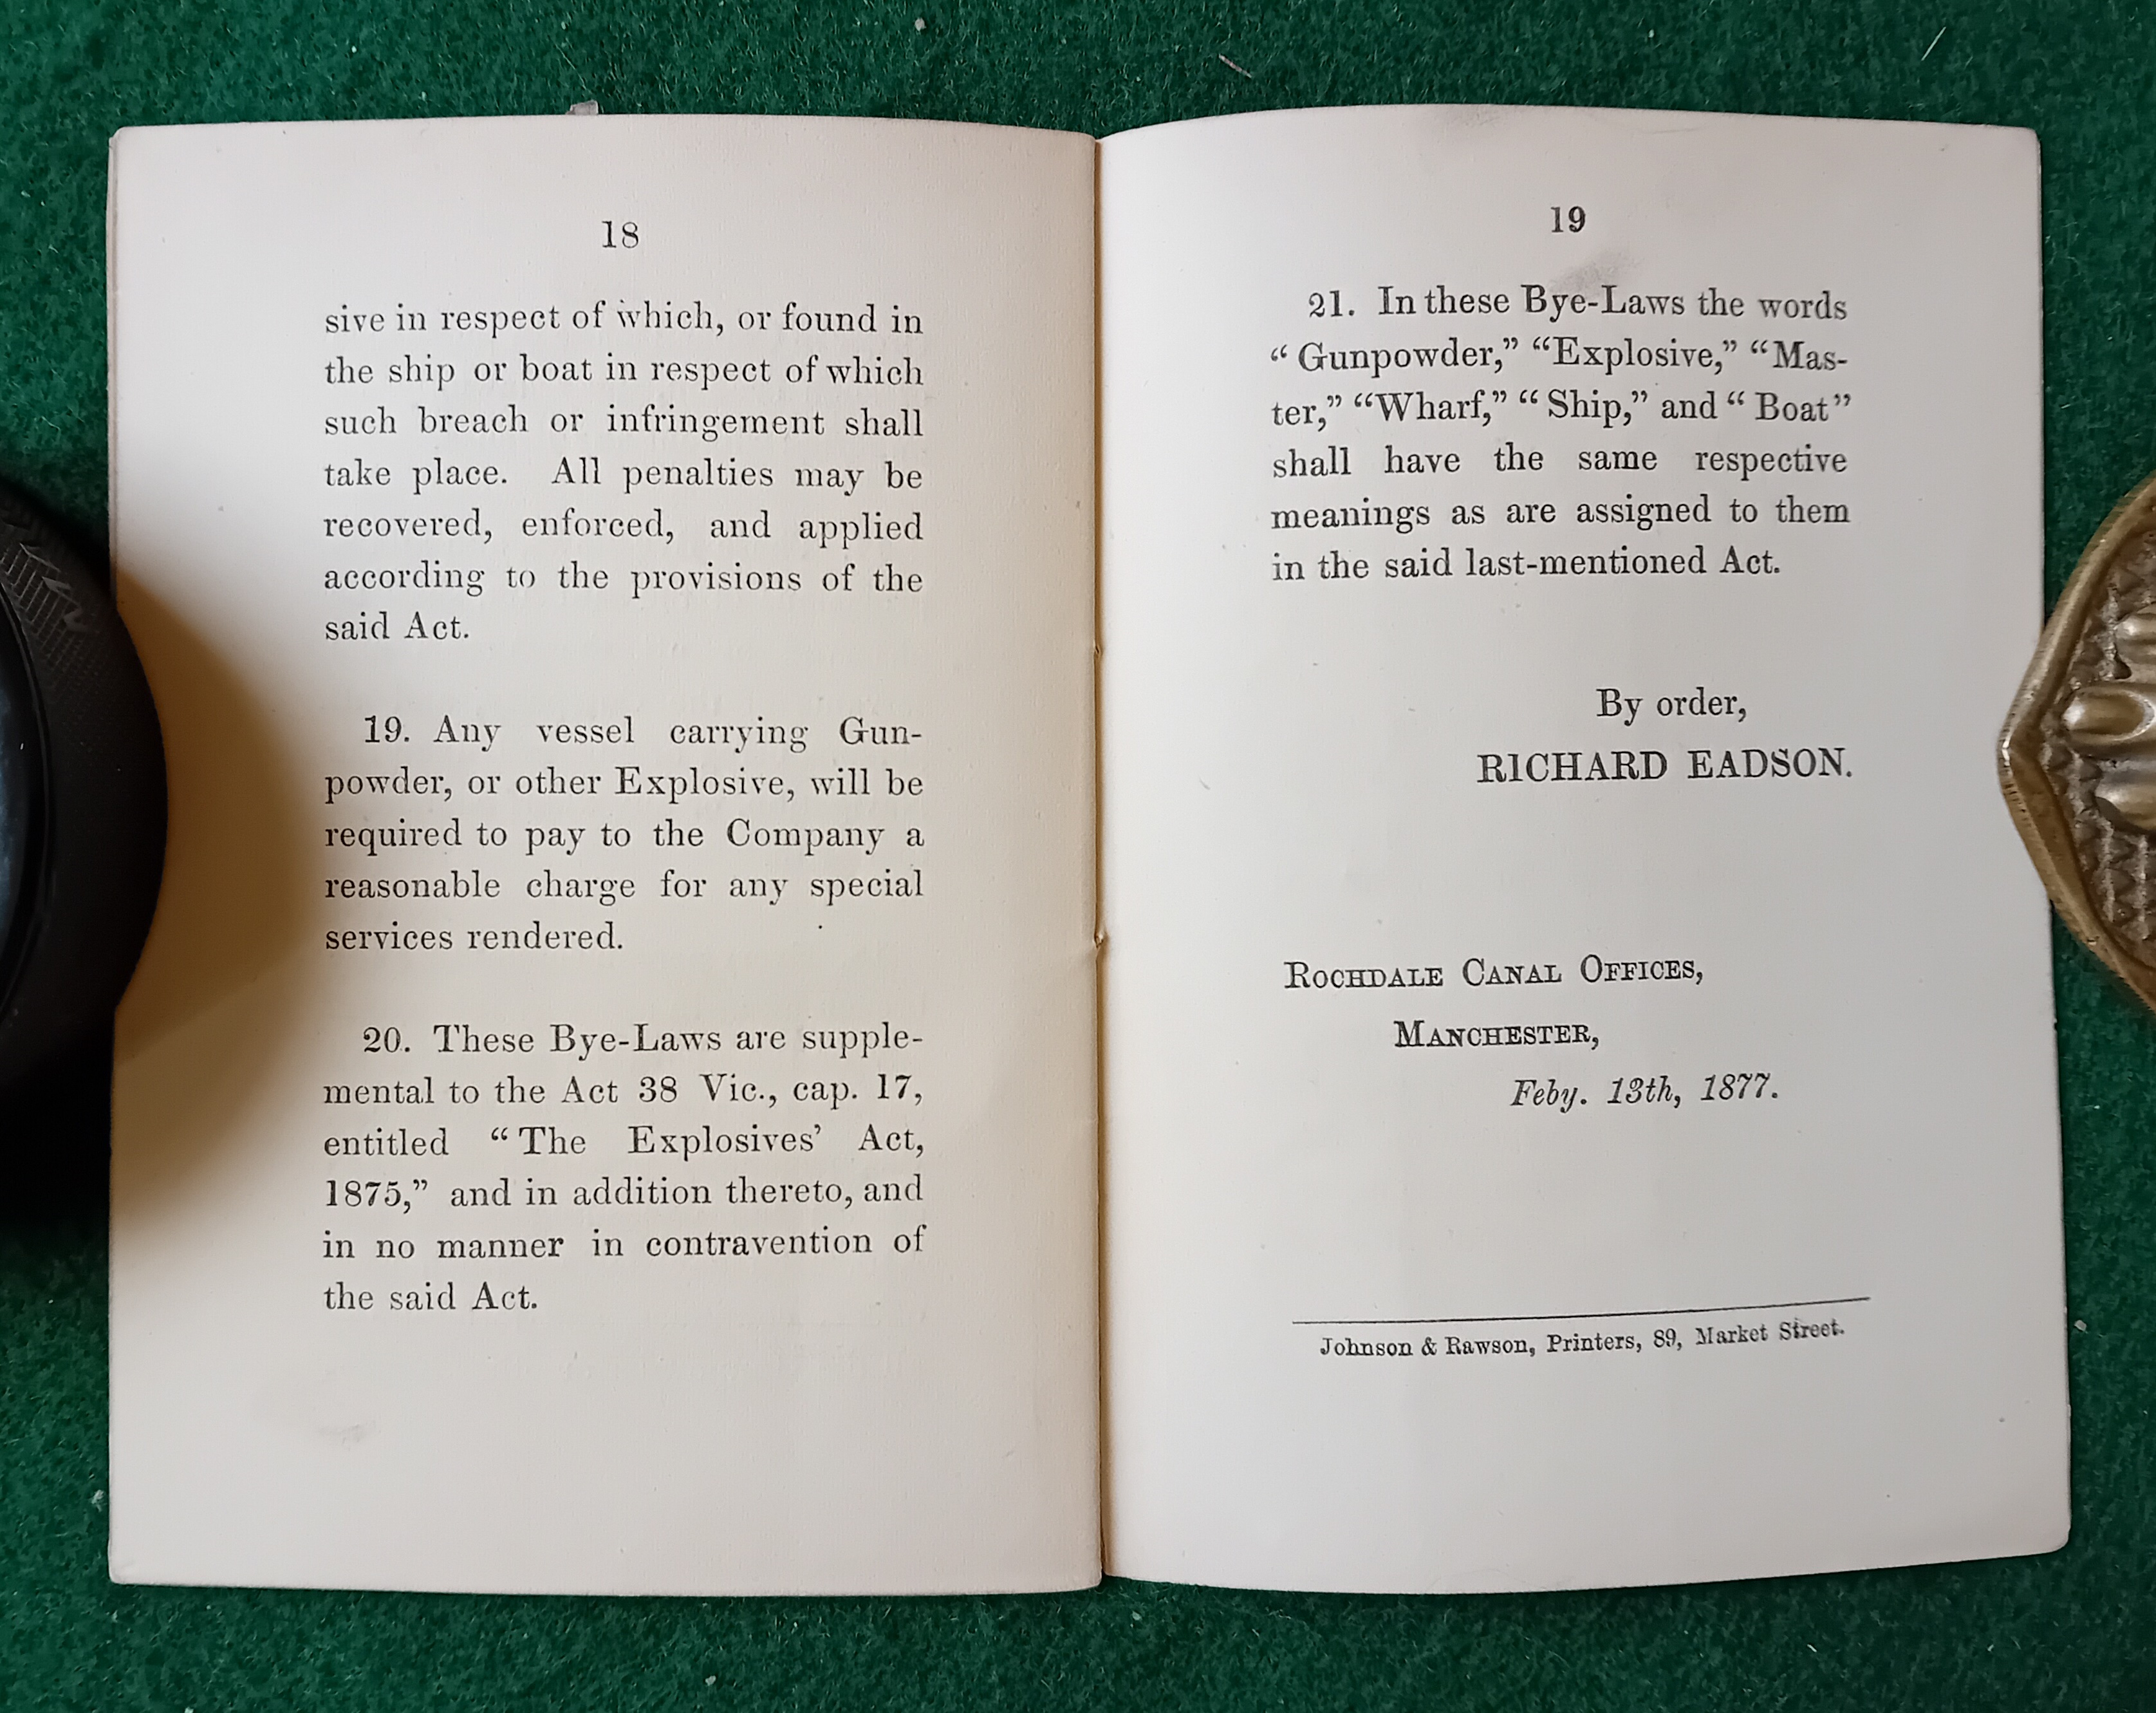 18
sive in respect of which, or found in
the ship or boat in respect of which
such breach or infringement shall
take place. All penalties may be
recovered, enforced, and applied
according to the provisions of the
said Act.
19. Any vessel carrying Gun-
powder, or other Explosive, will be
required to pay to the Company a
reasonable charge for any special
services rendered.
20. These Bye-Laws are supple-
mental to the Act 38 Vic., cap. 17,
entitled “The Explosives’ Act,
1875,” and in addition thereto, and
in no manner in contravention of
the said Act.
19
21. In these Bye-Laws the words
“Gunpowder,” “Explosive,” “Mas-
ter,” “Wharf,” “Ship,” and “Boat”
shall have the same respective
meanings as are assigned to them
in the said last-mentioned Act.
By order,
RICHARD EADSON.
ROCHDALE CANAL OFFICES,
MANCHESTER,
Feby. 13th, 1877.
Johnson & Rawson, Printers, 89, Market Street.